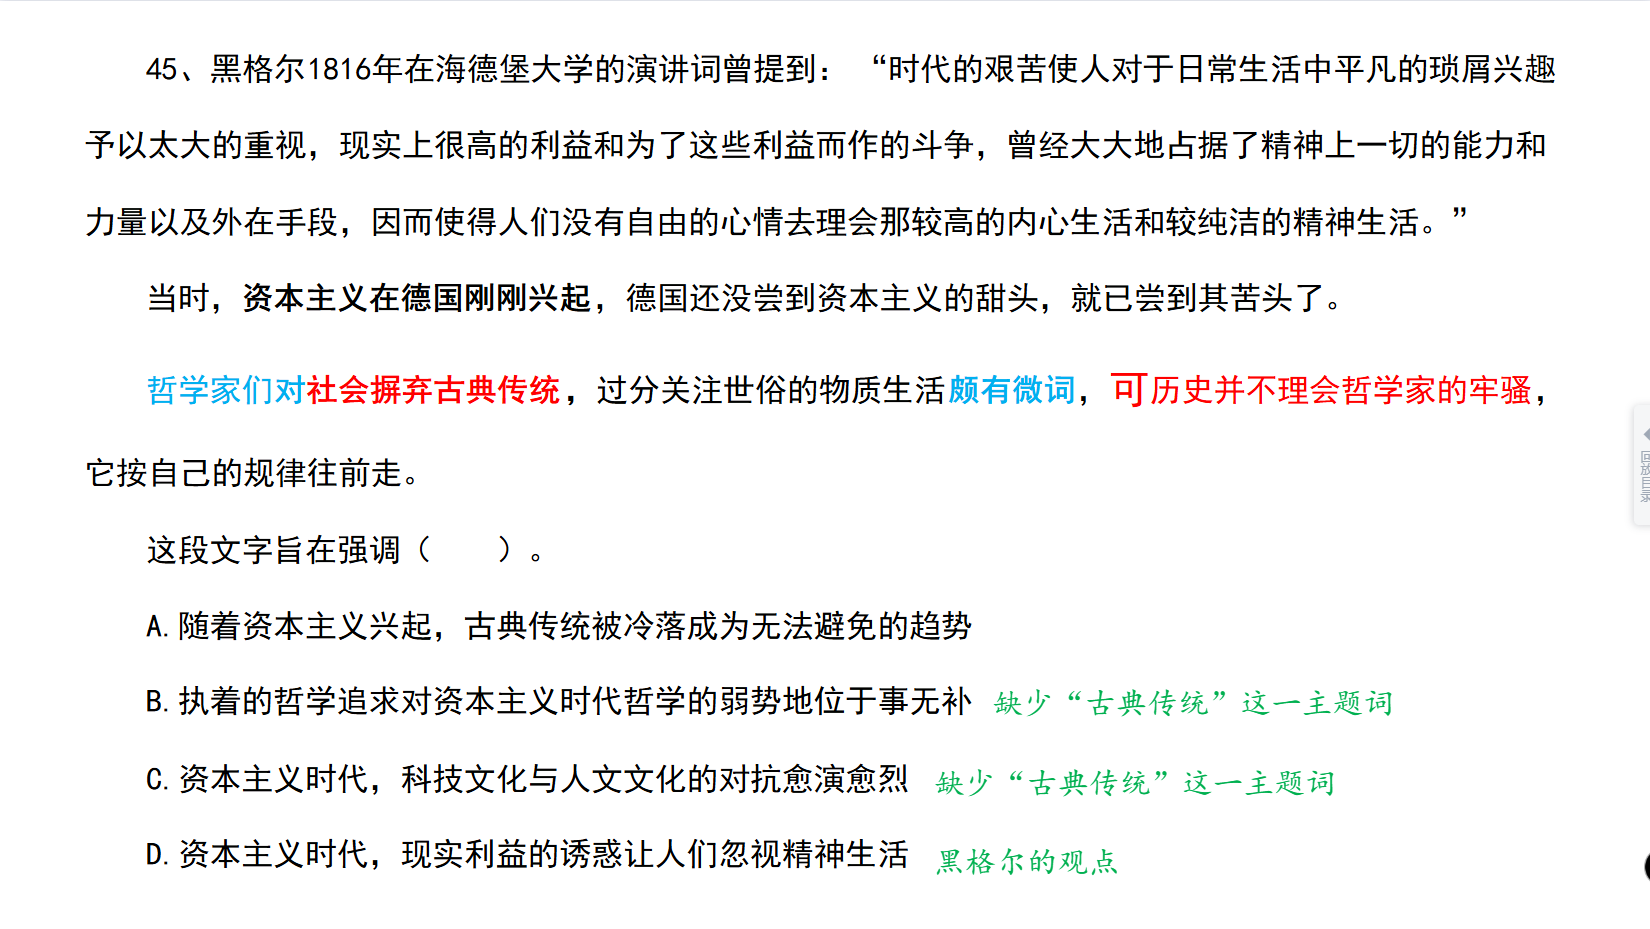 45、黑格尔1816年在海德堡大学的演讲词曾提到：“时代的艰苦使人对于日常生活中平凡的琐屑兴趣
予以太大的重视，现实上很高的利益和为了这些利益而作的斗争，曾经大大地占据了精神上一切的能力和
力量以及外在手段，因而使得人们没有自由的心情去理会那较高的内心生活和较纯洁的精神生活。”
当时，资本主义在德国刚刚兴起，德国还没尝到资本主义的甜头，就已尝到其苦头了。
哲学家们对社会摒弃古典传统，过分关注世俗的物质生活颇有微词，可历史并不理会哲学家的牢骚，
它按自己的规律往前走。
这段文字旨在强调（　　）。
A.随着资本主义兴起，古典传统被冷落成为无法避免的趋势
B.执着的哲学追求对资本主义时代哲学的弱势地位于事无补 缺少“古典传统”这一主题词
C.资本主义时代，科技文化与人文文化的对抗愈演愈烈 缺少“古典传统”这一主题词
D.资本主义时代，现实利益的诱惑让人们忽视精神生活 黑格尔的观点
回放目录